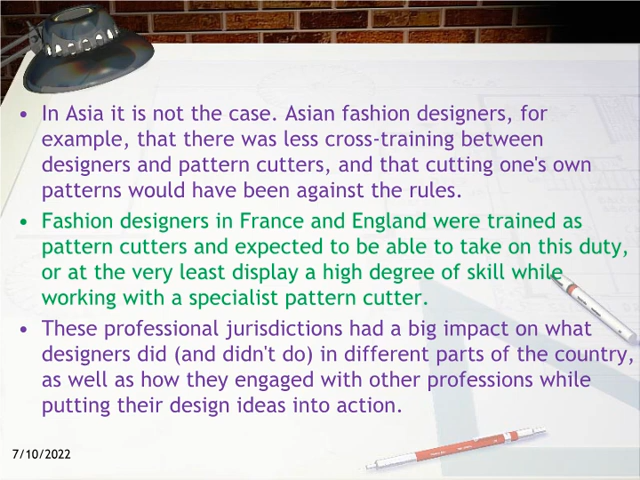 • In Asia it is not the case. Asian fashion designers, for
example, that there was less cross-training between
designers and pattern cutters, and that cutting one's own
patterns would have been against the rules.
• Fashion designers in France and England were trained as
pattern cutters and expected to be able to take on this duty,
or at the very least display a high degree of skill while
working with a specialist pattern cutter.
• These professional jurisdictions had a big impact on what
designers did (and didn't do) in different parts of the country,
as well as how they engaged with other professions while
putting their design ideas into action.
7/10/2022